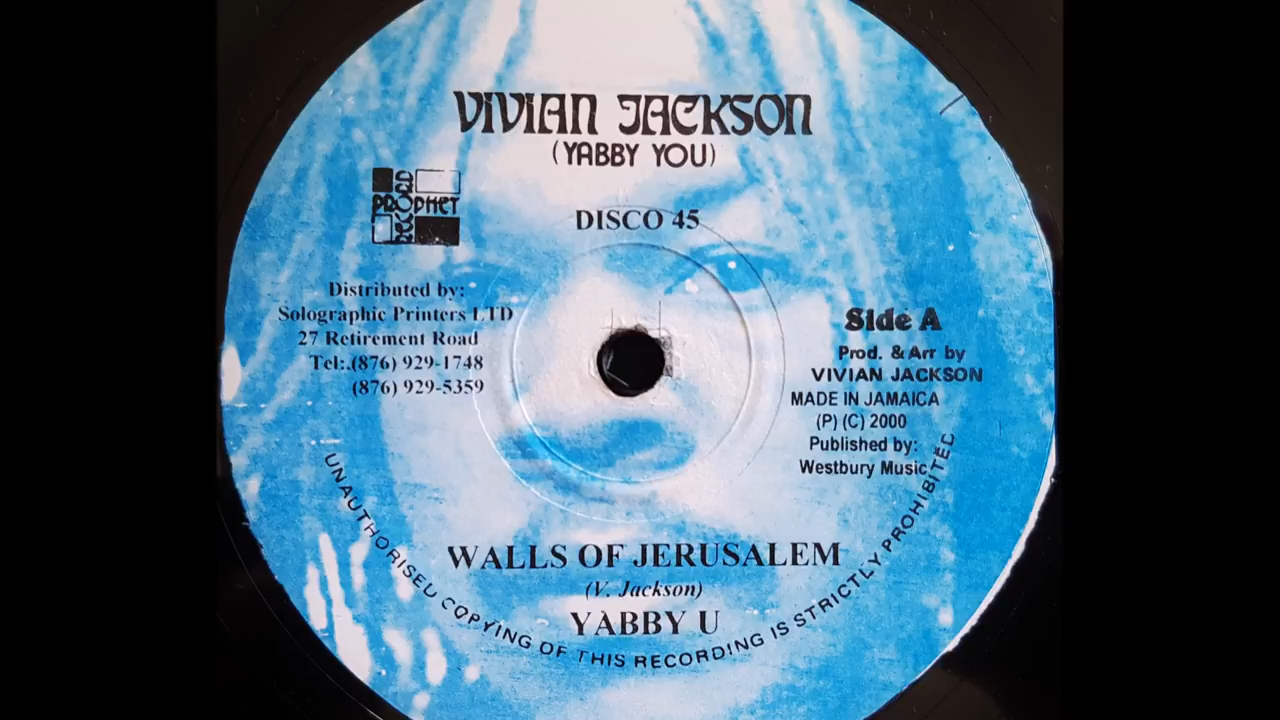 VIVIAN JACKSON
(YABBY YOU)
PROPHET
RECORD
DISCO 45
Distributed by:
Solographic Printers LTD
27 Retirement Road
Tel:.(876) 929-1748
(876) 929-5359
Side A
Prod. & Arr by
VIVIAN JACKSON
MADE IN JAMAICA
(P) (C) 2000
Published by:
Westbury Music
WALLS OF JERUSALEM
(V. Jackson)
YABBY U
UNAUTHORISED COPYING OF THIS RECORDING IS STRICTLY PROHIBITED